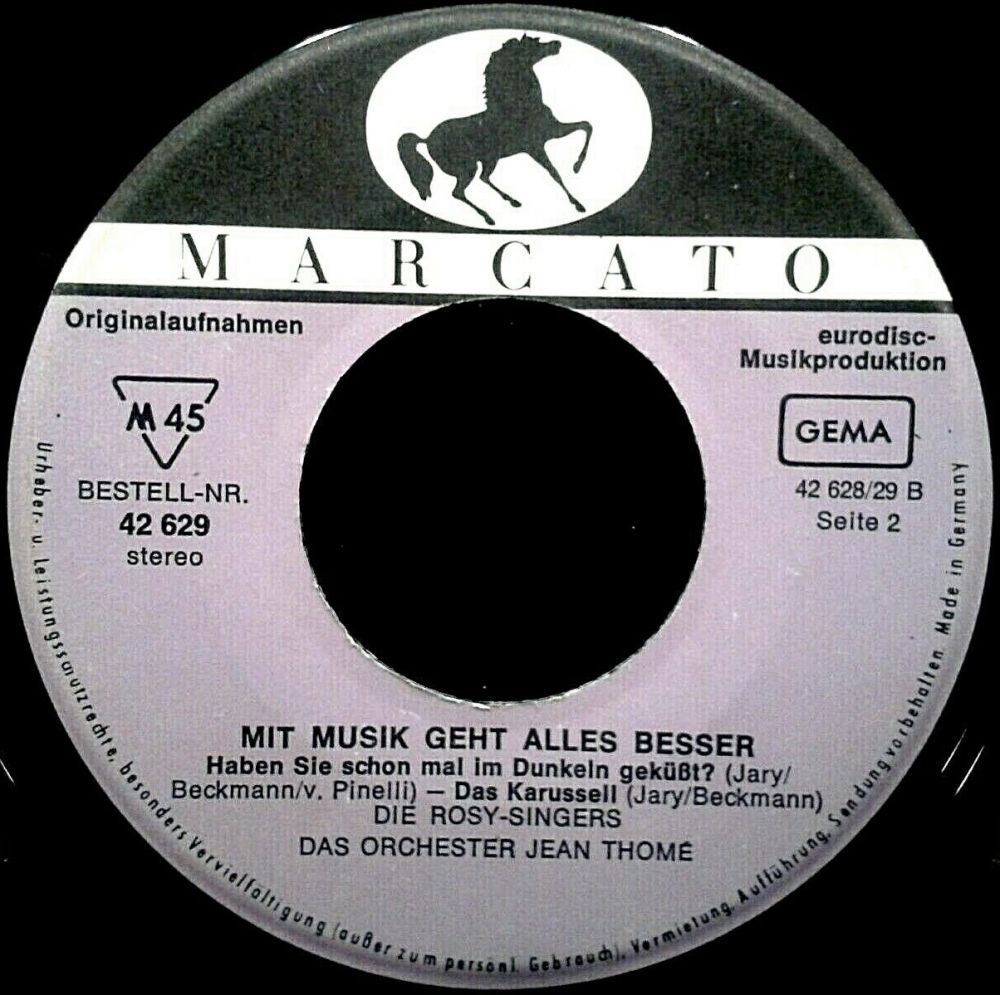 MARCATO
Originalaufnahmen
eurodisc-
Musikproduktion
M 45
GEMA
BESTELL-NR.
42 629
stereo
42 628/29 B
Seite 2
MIT MUSIK GEHT ALLES BESSER
Haben Sie schon mal im Dunkeln geküßt? (Jary/
Beckmann/v. Pinelli) — Das Karussell (Jary/Beckmann)
DIE ROSY-SINGERS
DAS ORCHESTER JEAN THOMÉ
Urheber- u. Leistungsschutzrechte, besonders Vervielfältigung (außer zum persönl. Gebrauch), Vermietung, Aufführung, Sendung vorbehalten. Made in Germany